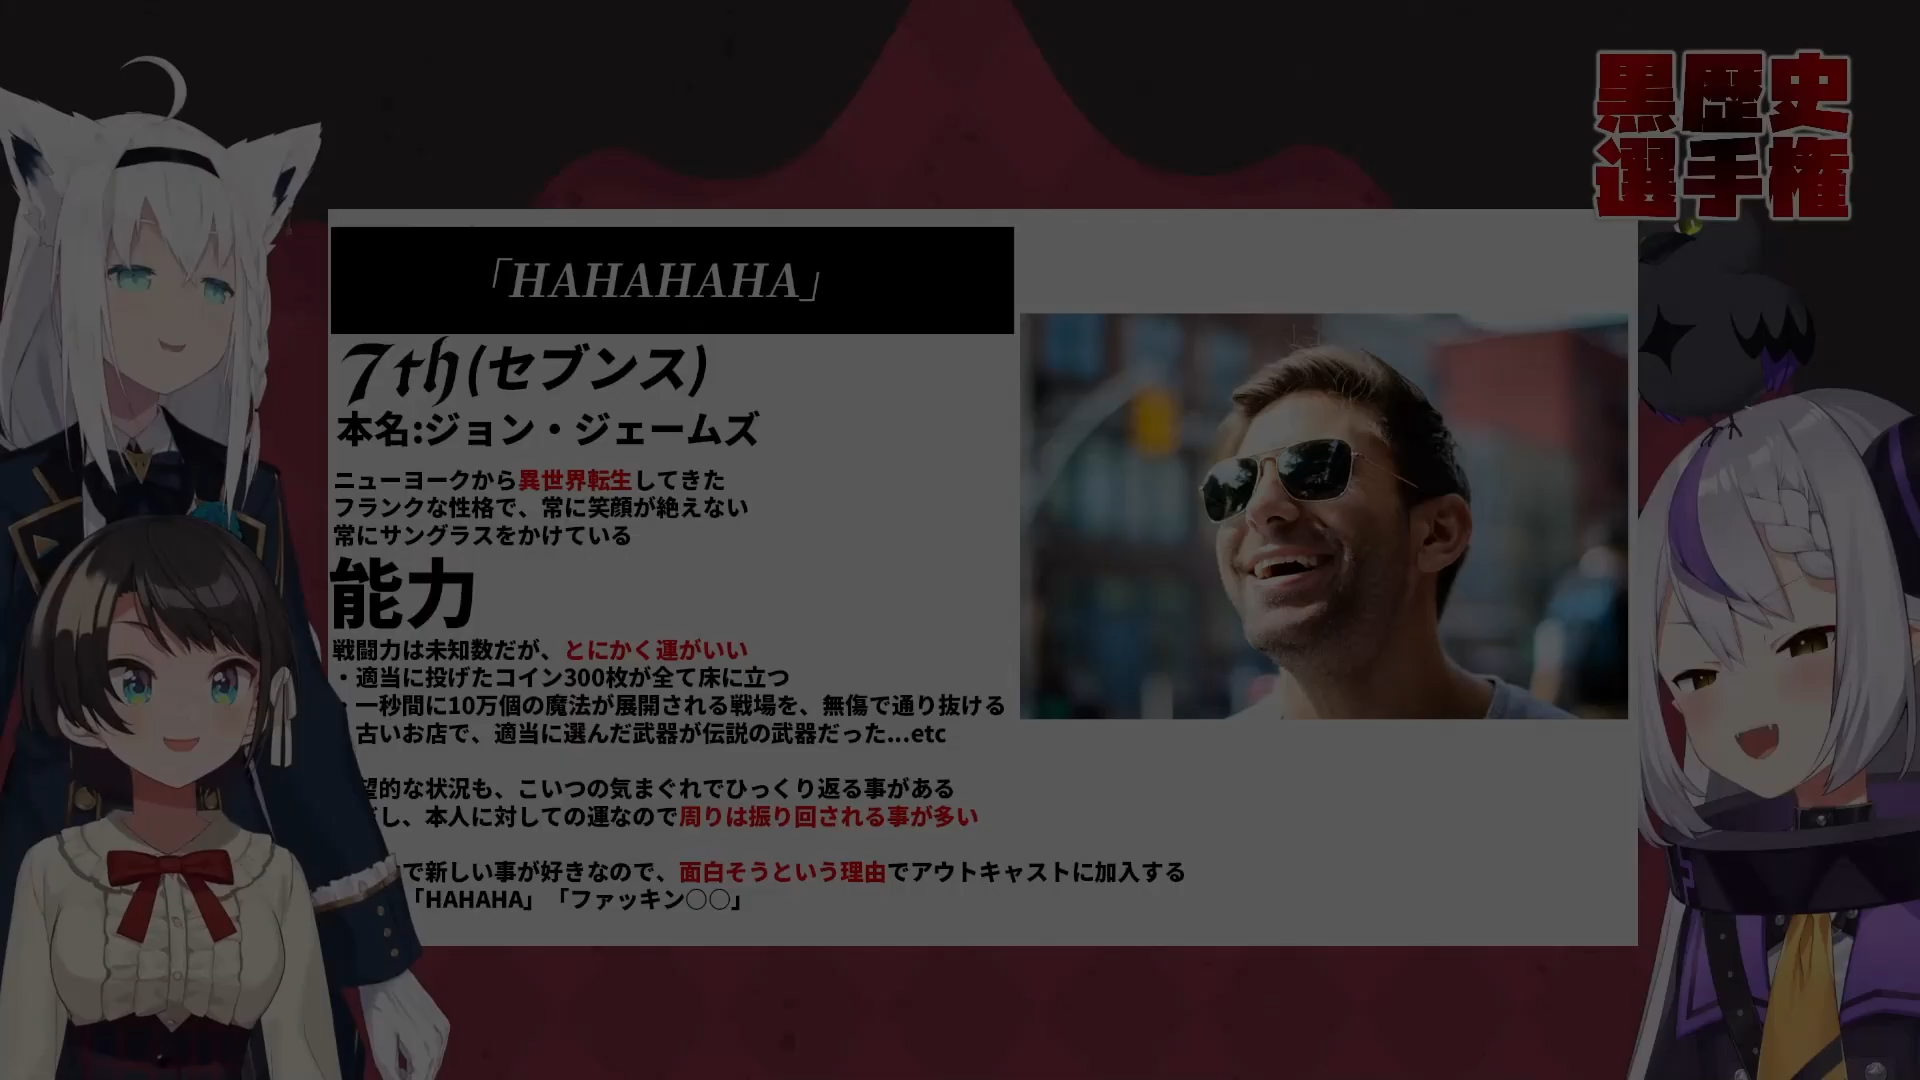 黒歴史
選手権
「HAHAHAHA」
7th(セブンス)
本名:ジョン・ジェームズ
ニューヨークから異世界転生してきた
フランクな性格で、常に笑顔が絶えない
常にサングラスをかけている
能力
戦闘力は未知数だが、とにかく運がいい
・適当に投げたコイン300枚が全て床に立つ
・一秒間に10万個の魔法が展開される戦場を、無傷で通り抜ける
古いお店で、適当に選んだ武器が伝説の武器だった...etc
望的な状況も、こいつの気まぐれでひっくり返る事がある
し、本人に対しての運なので周りは振り回される事が多い
で新しい事が好きなので、面白そうという理由でアウトキャストに加入する
「HAHAHA」「ファッキン○○」